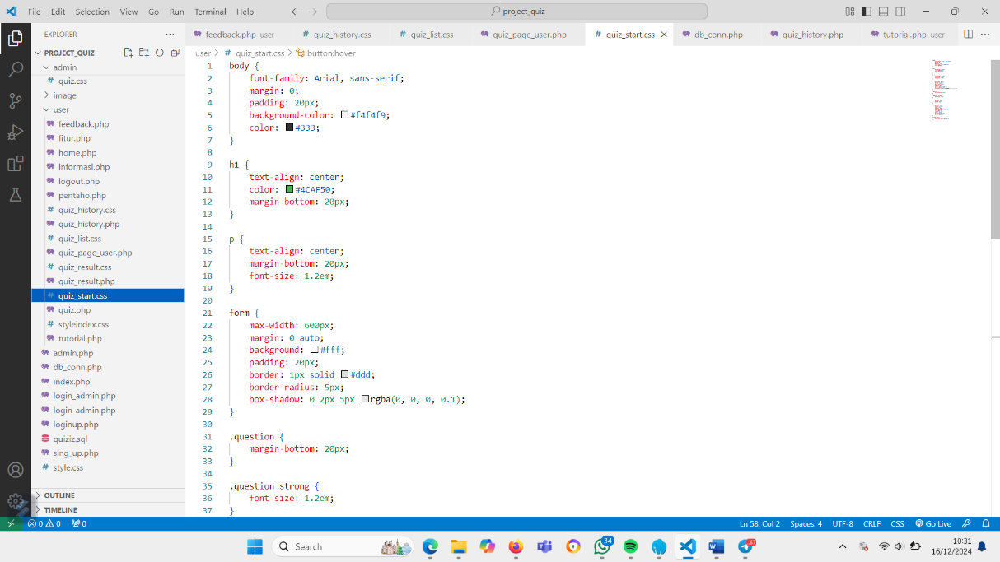 File Edit Selection View Go Run Terminal Help
project_quiz
EXPLORER
PROJECT_QUIZ
admin
# quiz.css
image
user
feedback.php
fitur.php
home.php
informasi.php
logout.php
pentaho.php
# quiz_history.css
quiz_history.php
# quiz_list.css
quiz_page_user.php
# quiz_result.css
quiz_result.php
# quiz_start.css
quiz.php
# styleindex.css
tutorial.php
admin.php
db_conn.php
index.php
login_admin.php
login-admin.php
loginup.php
quiziz.sql
sing_up.php
# style.css
OUTLINE
TIMELINE
feedback.php user # quiz_history.css # quiz_list.css quiz_page_user.php # quiz_start.css db_conn.php quiz_history.php tutorial.php user
user > # quiz_start.css > button:hover
1 body {
2 font-family: Arial, sans-serif;
3 margin: 0;
4 padding: 20px;
5 background-color: #f4f4f9;
6 color: #333;
7 }
8
9 h1 {
10 text-align: center;
11 color: #4CAF50;
12 margin-bottom: 20px;
13 }
14
15 p {
16 text-align: center;
17 margin-bottom: 20px;
18 font-size: 1.2em;
19 }
20
21 form {
22 max-width: 600px;
23 margin: 0 auto;
24 background: #fff;
25 padding: 20px;
26 border: 1px solid #ddd;
27 border-radius: 5px;
28 box-shadow: 0 2px 5px rgba(0, 0, 0, 0.1);
29 }
30
31 .question {
32 margin-bottom: 20px;
33 }
34
35 .question strong {
36 font-size: 1.2em;
37 }
0 0 0 Ln 58, Col 2 Spaces: 4 UTF-8 CRLF CSS Go Live
Search
34
10:31
16/12/2024